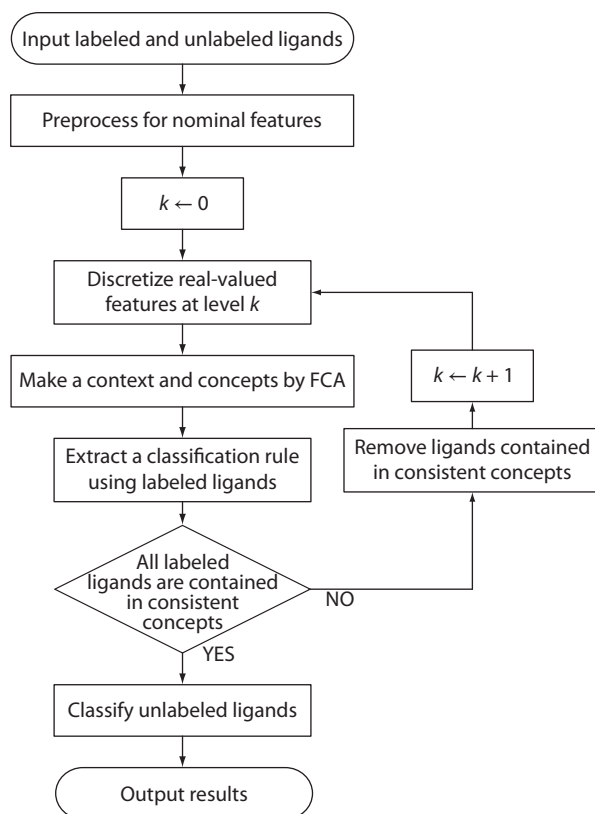 Input labeled and unlabeled ligands
Preprocess for nominal features
k ← 0
Discretize real-valued
features at level k
Make a context and concepts by FCA
k ← k + 1
Extract a classification rule
using labeled ligands
Remove ligands contained
in consistent concepts
All labeled
ligands are contained
in consistent
concepts
NO
YES
Classify unlabeled ligands
Output results